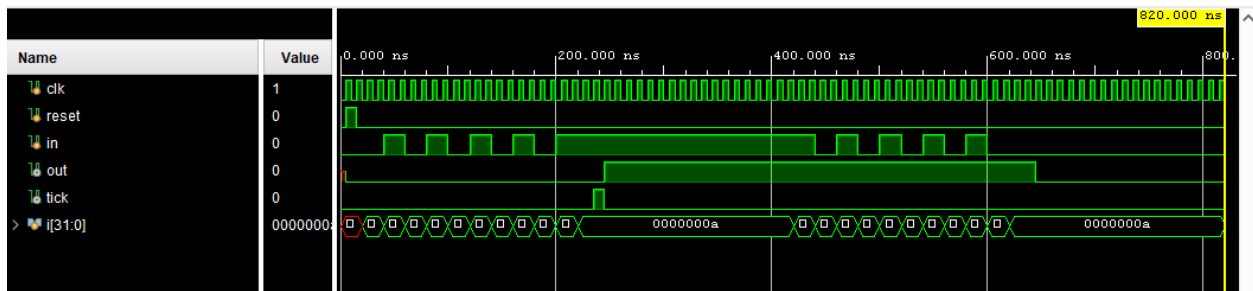 820.000 ns
Name Value 0.000 ns 200.000 ns 400.000 ns 600.000 ns 800.
clk 1
reset 0
in 0
out 0
tick 0
i[31:0] 0000000a 0000000a